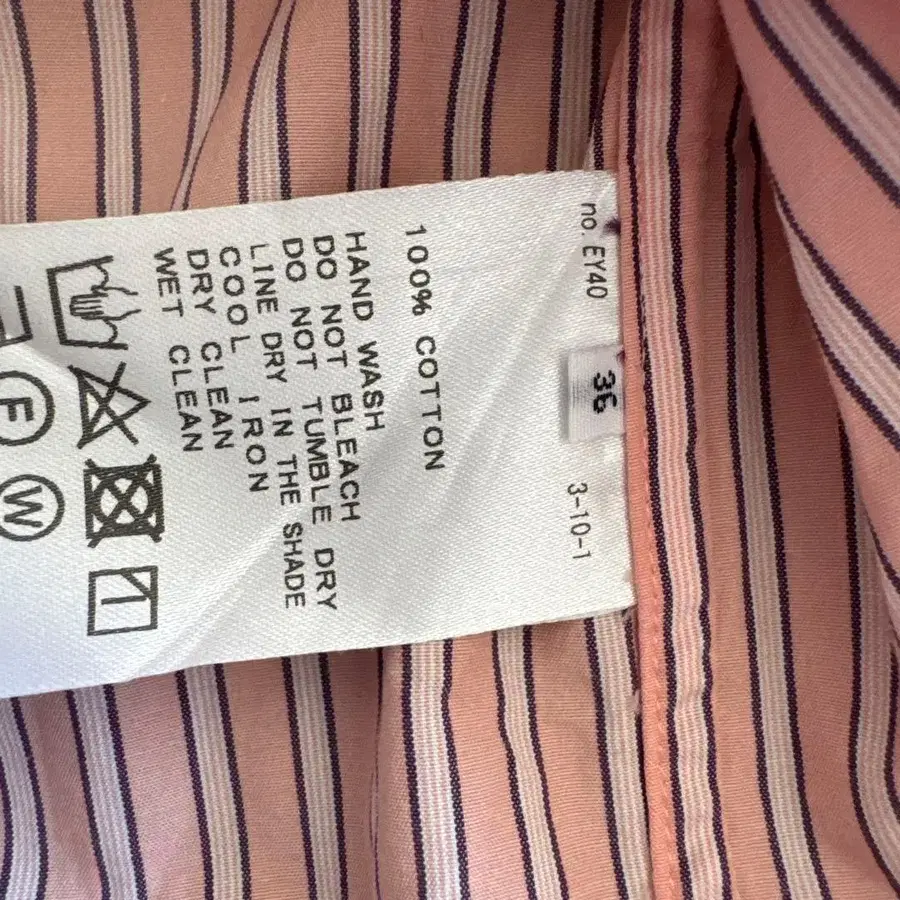 no. EY40
36
3-10-1
100% COTTON
HAND WASH
DO NOT BLEACH
DO NOT TUMBLE DRY
LINE DRY IN THE SHADE
COOL IRON
DRY CLEAN
WET CLEAN
F
W